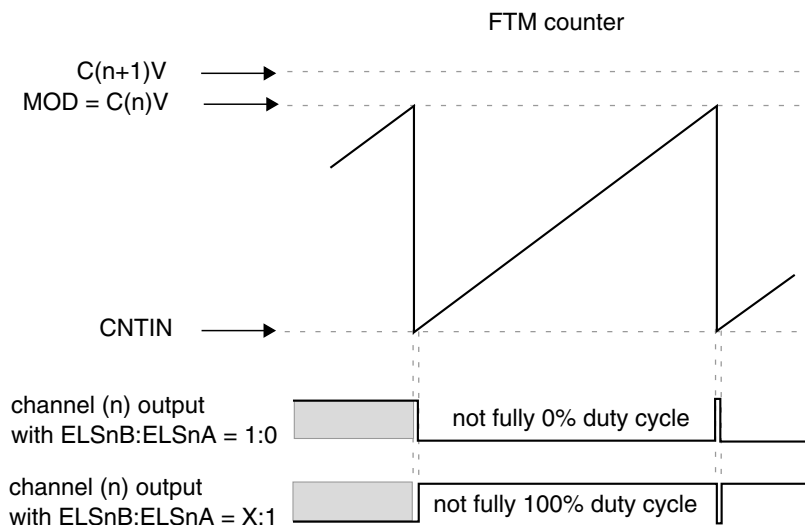 FTM counter
C(n+1)V
MOD = C(n)V
CNTIN
channel (n) output
with ELSnB:ELSnA = 1:0
not fully 0% duty cycle
channel (n) output
with ELSnB:ELSnA = X:1
not fully 100% duty cycle